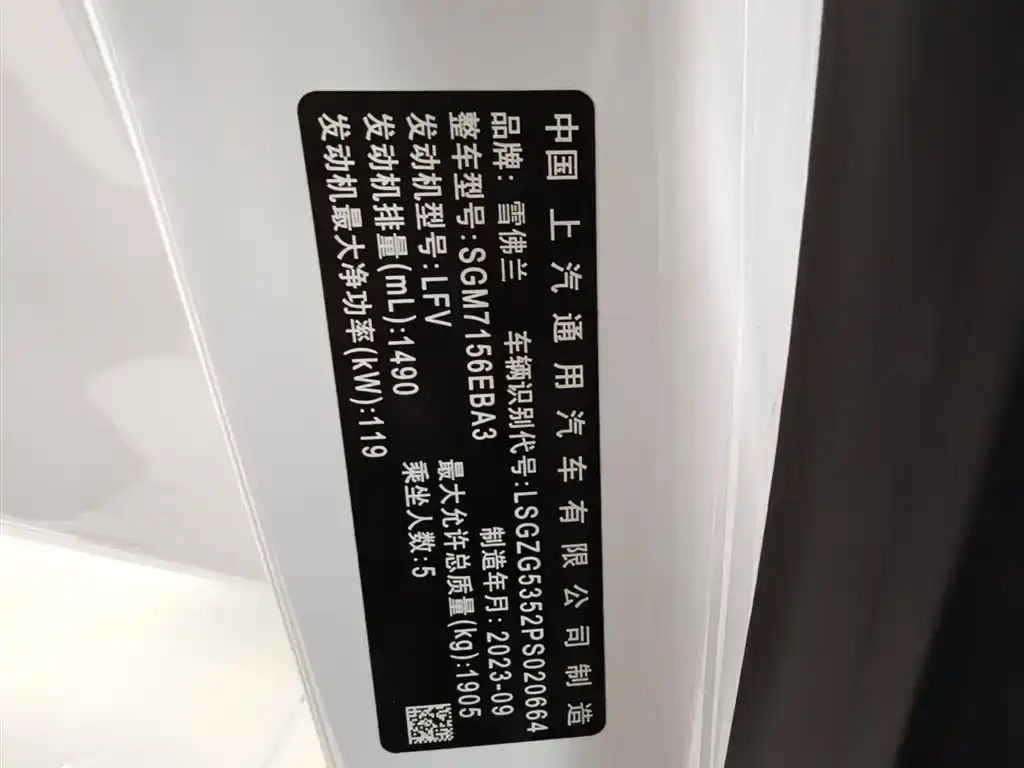 中国 上汽通用汽车有限公司制造
品牌: 雪佛兰 车辆识别代号:LSGZG5352PS020664
整车型号:SGM7156EBA3 制造年月: 2023-09
发动机型号:LFV 最大允许总质量(kg):1905
发动机排量(mL):1490 乘坐人数:5
发动机最大净功率(kW):119